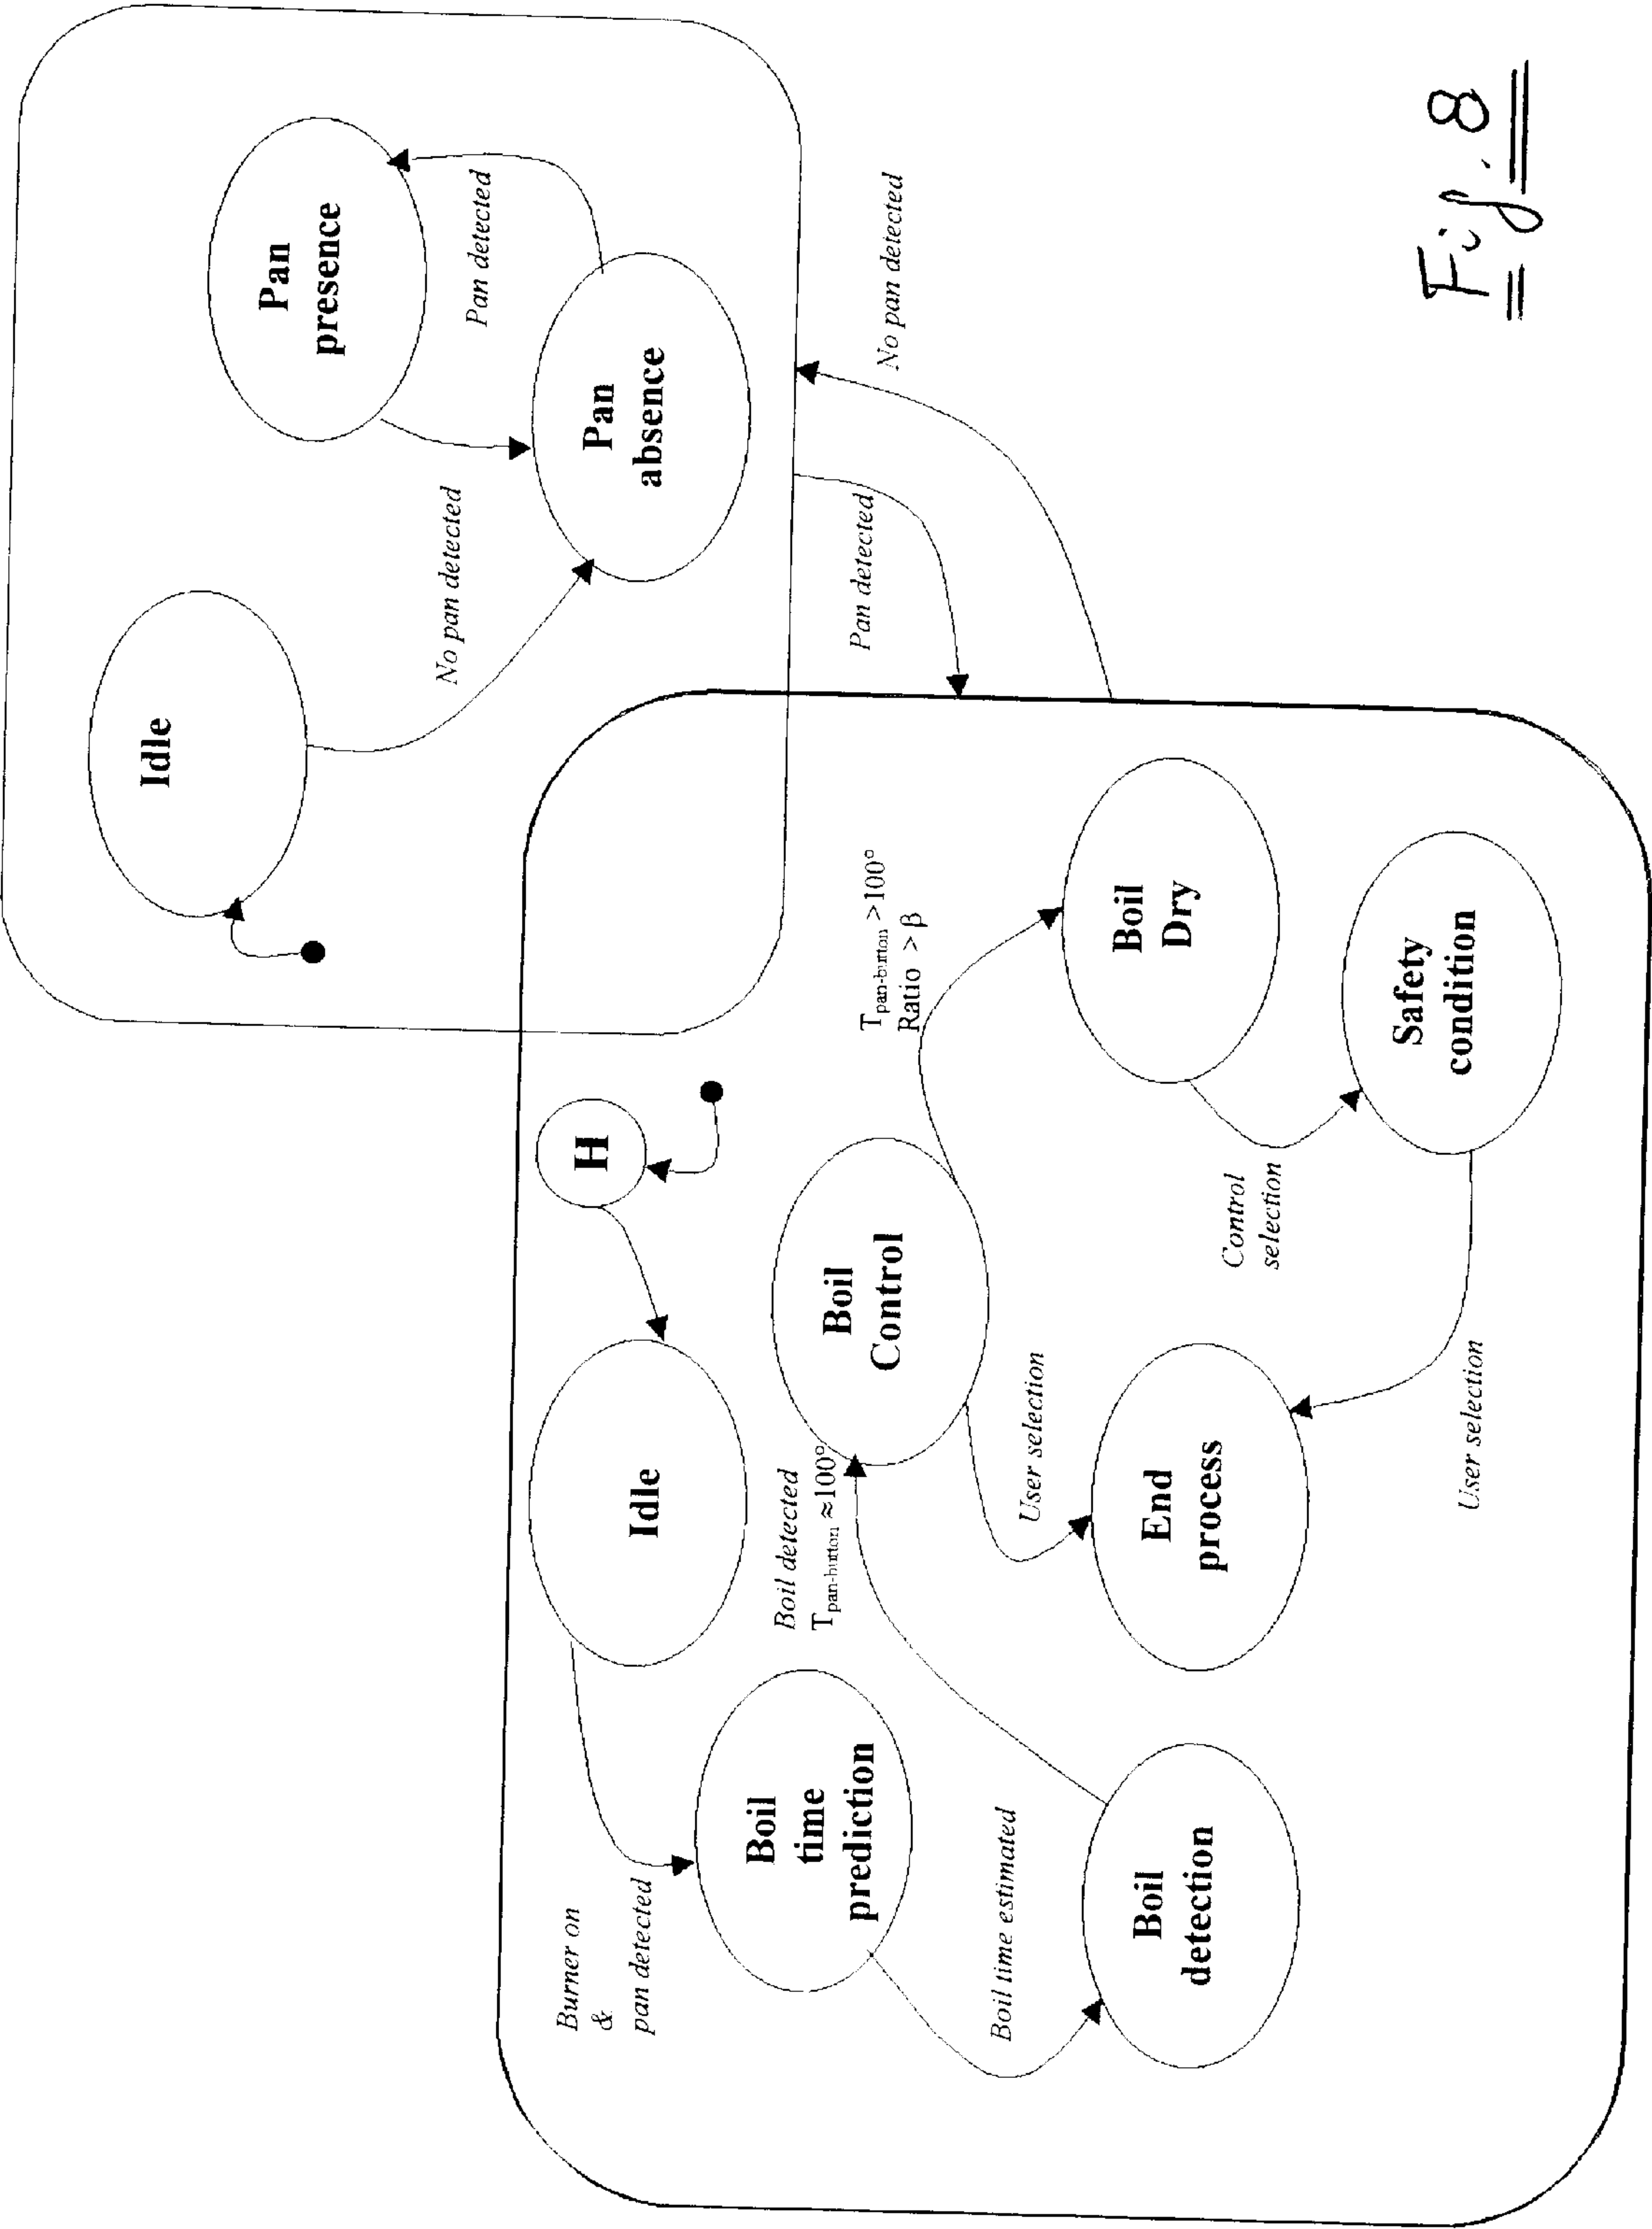 Idle
Pan
presence
Pan
absence
No pan detected
Pan detected
Pan detected
No pan detected
H
Idle
Burner on
&
pan detected
Boil
time
prediction
Boil time estimated
Boil
detection
Boil detected
Tpan-button ≈100°
Boil
Control
Tpan-button >100°
Ratio >β
Boil
Dry
Control
selection
Safety
condition
User selection
End
process
User selection
Fig. 8